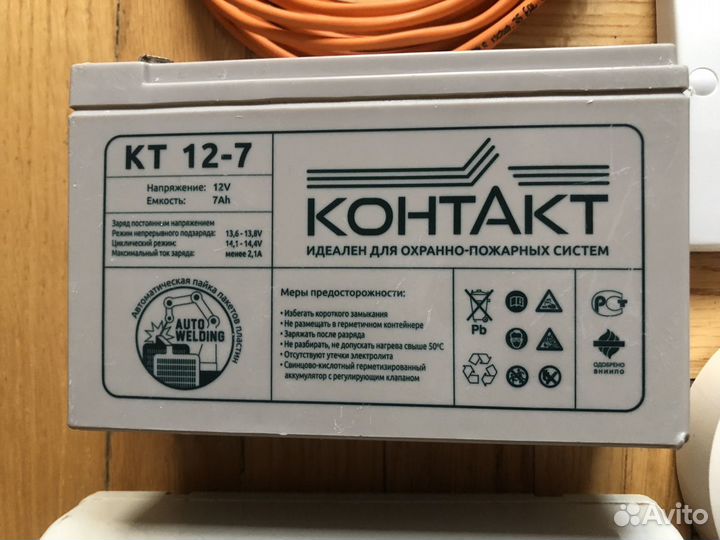 КТ 12-7
Напряжение: 12V
Емкость: 7Ah
Заряд постоянным напряжением
Режим непрерывного подзаряда: 13,6 - 13,8V
Циклический режим: 14,1 - 14,4V
Максимальный ток заряда: менее 2,1A
КОНТАКТ
ИДЕАЛЕН ДЛЯ ОХРАННО-ПОЖАРНЫХ СИСТЕМ
Автоматическая пайка пакетов пластин
AUTO
WELDING
Меры предосторожности:
• Избегать короткого замыкания
• Не размещать в герметичном контейнере
• Заряжать после разряда
• Не разбирать, не допускать нагрева свыше 50°С
• Отсутствуют утечки электролита
• Свинцово-кислотный герметизированный
аккумулятор с регулирующим клапаном
Pb
РСТ
ОДОБРЕНО
ВНИИПО
Avito